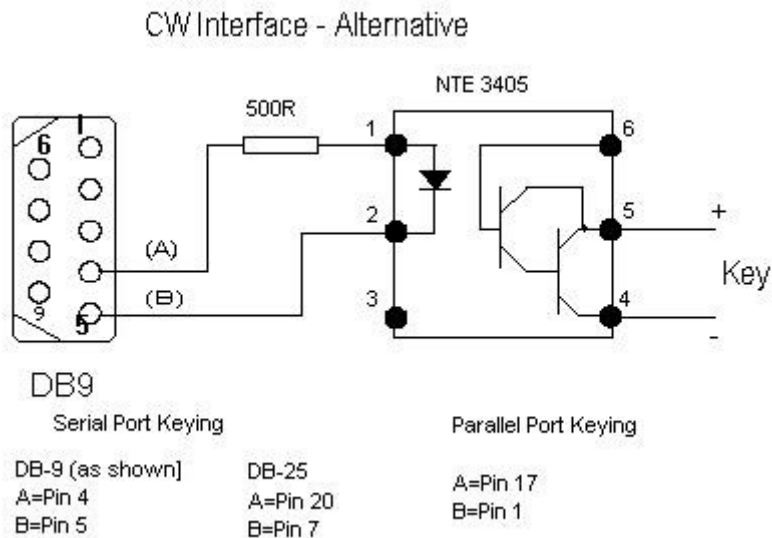 CW Interface - Alternative
NTE 3405
500R
1
6
6
1
2
5
+
(A)
Key
(B)
3
4
9
5
-
DB9
Serial Port Keying
Parallel Port Keying
DB-9 (as shown]
A=Pin 4
B=Pin 5
DB-25
A=Pin 20
B=Pin 7
A=Pin 17
B=Pin 1